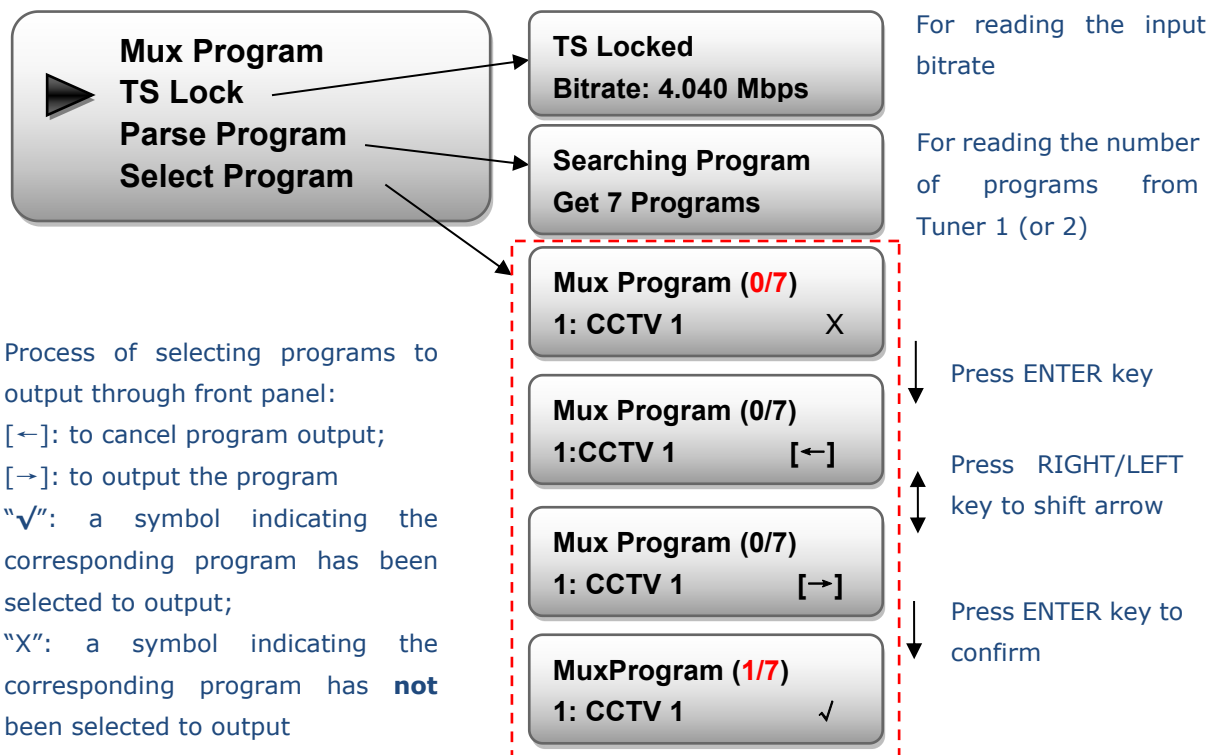 Mux Program
TS Lock
Parse Program
Select Program
TS Locked
Bitrate: 4.040 Mbps
For reading the input
bitrate
Searching Program
Get 7 Programs
For reading the number
of programs from
Tuner 1 (or 2)
Process of selecting programs to
output through front panel:
[←]: to cancel program output;
[→]: to output the program
“√”: a symbol indicating the
corresponding program has been
selected to output;
“X”: a symbol indicating the
corresponding program has not
been selected to output
Mux Program (0/7)
1: CCTV 1 X
Press ENTER key
Mux Program (0/7)
1:CCTV 1 [←]
Press RIGHT/LEFT
key to shift arrow
Mux Program (0/7)
1: CCTV 1 [→]
Press ENTER key to
confirm
MuxProgram (1/7)
1: CCTV 1 √